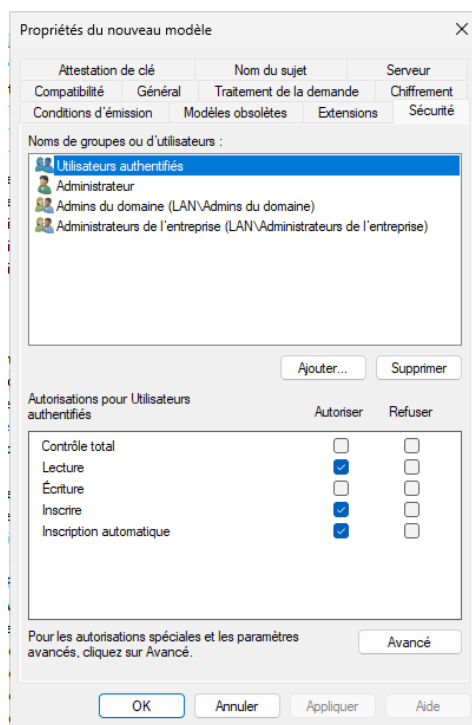 Propriétés du nouveau modèle
Attestation de clé Nom du sujet Serveur
Compatibilité Général Traitement de la demande Chiffrement
Conditions d'émission Modèles obsolètes Extensions Sécurité
Noms de groupes ou d'utilisateurs :
Utilisateurs authentifiés
Administrateur
Admins du domaine (LAN\Admins du domaine)
Administrateurs de l'entreprise (LAN\Administrateurs de l'entreprise)
Ajouter... Supprimer
Autorisations pour Utilisateurs
authentifiés Autoriser Refuser
Contrôle total
Lecture
Écriture
Inscrire
Inscription automatique
Pour les autorisations spéciales et les paramètres
avancés, cliquez sur Avancé.
Avancé
OK Annuler Appliquer Aide